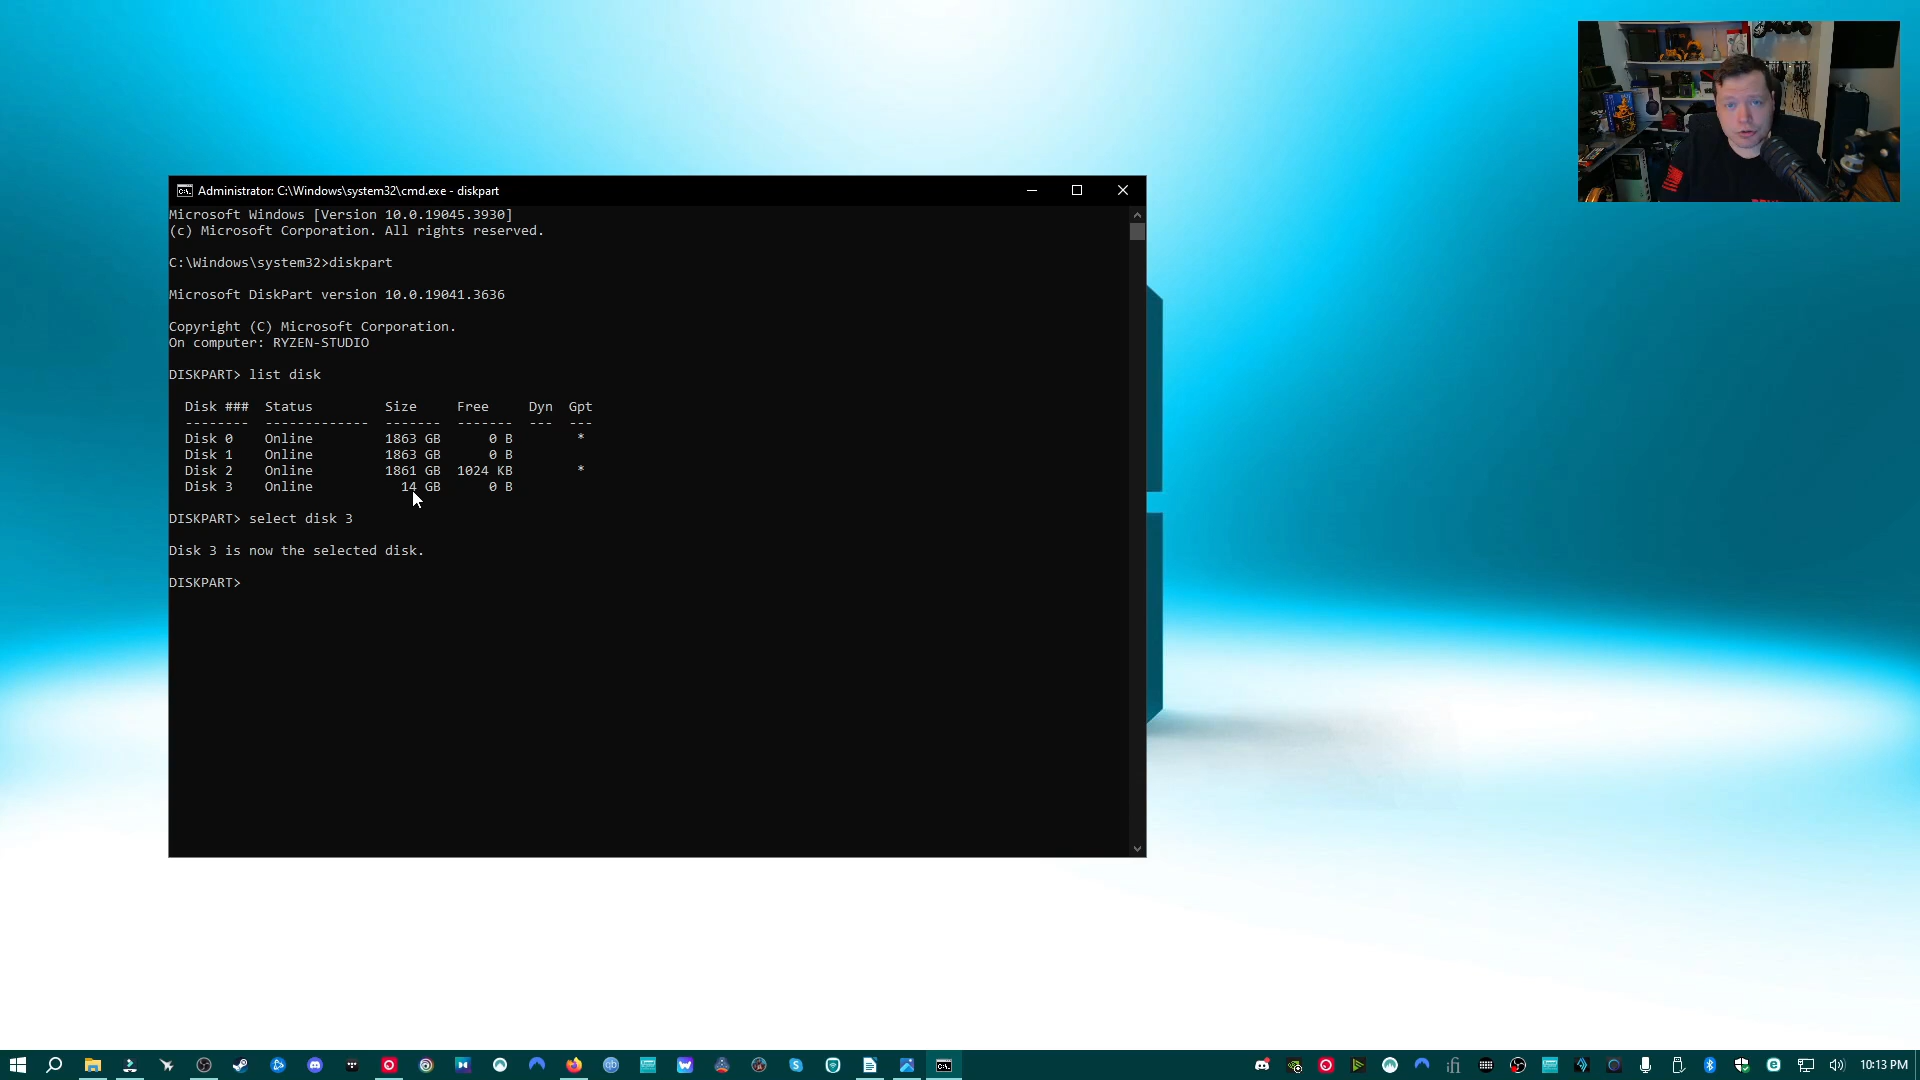 Administrator: C:\Windows\system32\cmd.exe - diskpart
Microsoft Windows [Version 10.0.19045.3930]
(c) Microsoft Corporation. All rights reserved.
C:\Windows\system32>diskpart
Microsoft DiskPart version 10.0.19041.3636
Copyright (C) Microsoft Corporation.
On computer: RYZEN-STUDIO
DISKPART> list disk
Disk ### Status Size Free Dyn Gpt
-------- ------------- ------- ------- --- ---
Disk 0 Online 1863 GB 0 B *
Disk 1 Online 1863 GB 0 B
Disk 2 Online 1861 GB 1024 KB *
Disk 3 Online 14 GB 0 B
DISKPART> select disk 3
Disk 3 is now the selected disk.
DISKPART>
10:13 PM